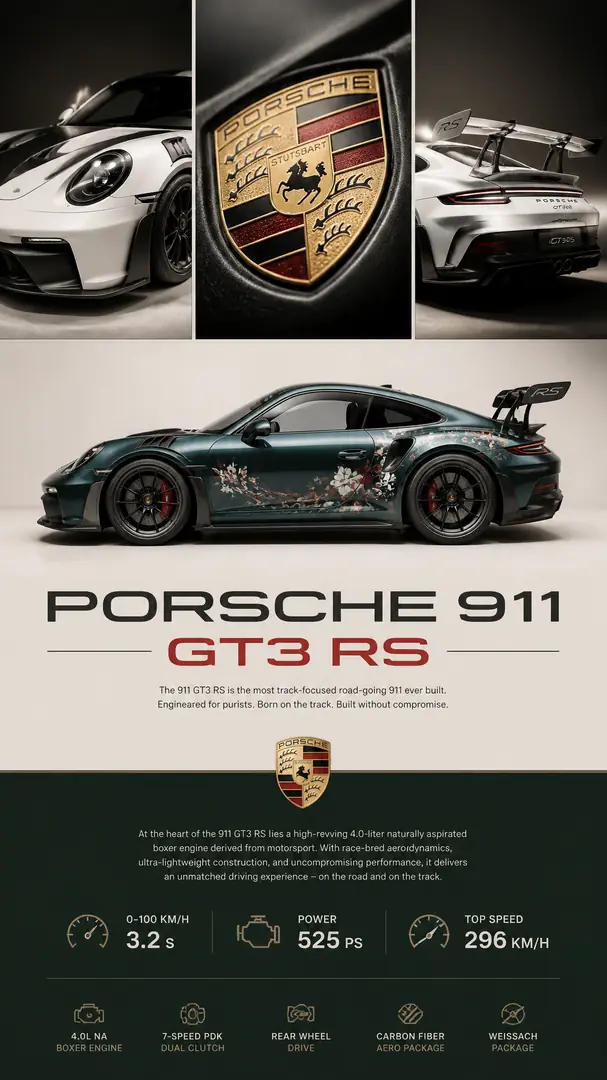 PORSCHE
STUTSBART
RS
PORSCHE
RS
PORSCHE 911
GT3 RS
The 911 GT3 RS is the most track-focused road-going 911 ever built.
Engineared for purists. Born on the track. Built without compromise.
PORSCHE
At the heart of the 911 GT3 RS lies a high-revving 4.0-liter naturally aspirated
boxer engine derived from motorsport. With race-bred aerodynamics,
ultra-lightweight construction, and uncompromising performance, it delivers
an unmatched driving experience – on the road and on the track.
0-100 KM/H
3.2 S
POWER
525 PS
TOP SPEED
296 KM/H
4.0L NA
BOXER ENGINE
7-SPEED PDK
DUAL CLUTCH
REAR WHEEL
DRIVE
CARBON FIBER
AERO PACKAGE
WEISSACH
PACKAGE